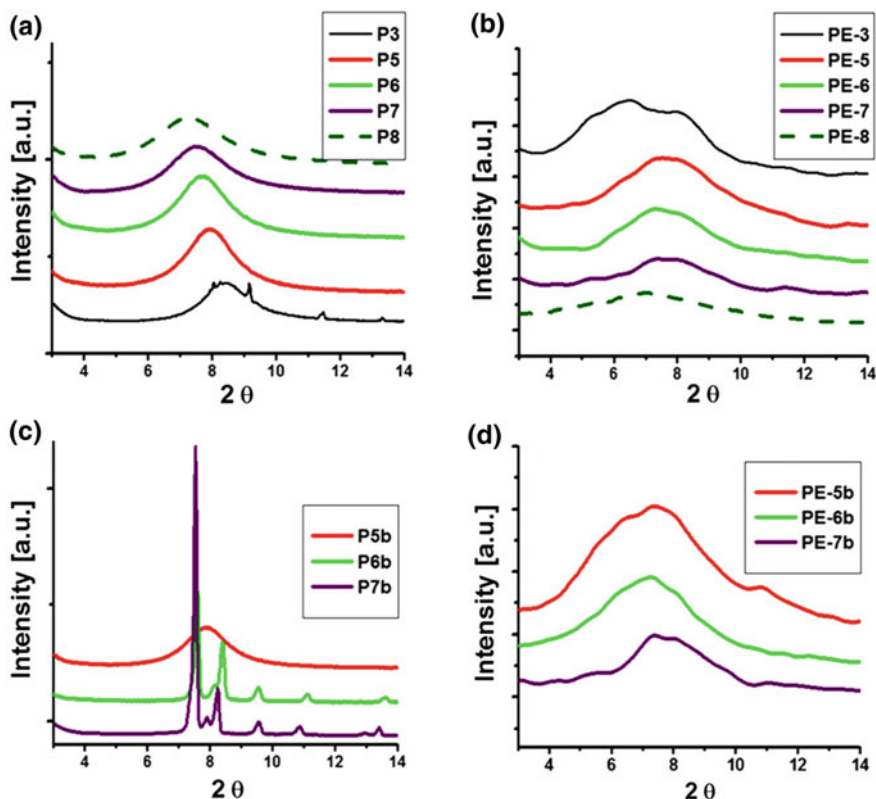 (a)
P3
P5
P6
P7
P8
Intensity [a.u.]
4 6 8 10 12 14
2 θ
(b)
PE-3
PE-5
PE-6
PE-7
PE-8
Intensity [a.u.]
4 6 8 10 12 14
2 θ
(c)
P5b
P6b
P7b
Intensity [a.u.]
4 6 8 10 12 14
2 θ
(d)
PE-5b
PE-6b
PE-7b
Intensity [a.u.]
4 6 8 10 12 14
2 θ